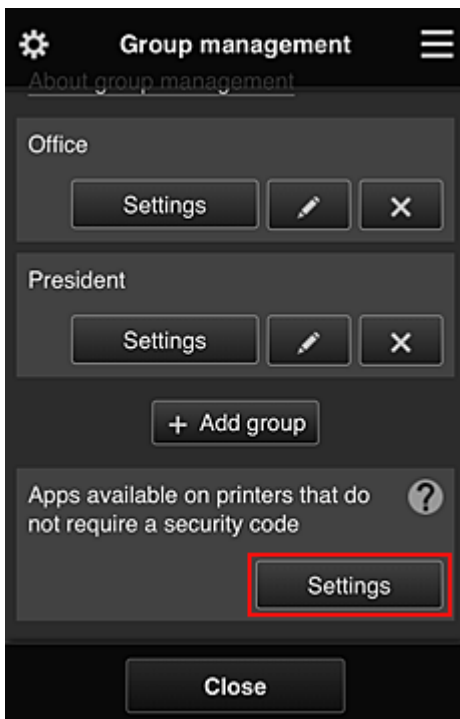 Group management
About group management
Office
Settings
President
Settings
+ Add group
Apps available on printers that do
not require a security code
?
Settings
Close